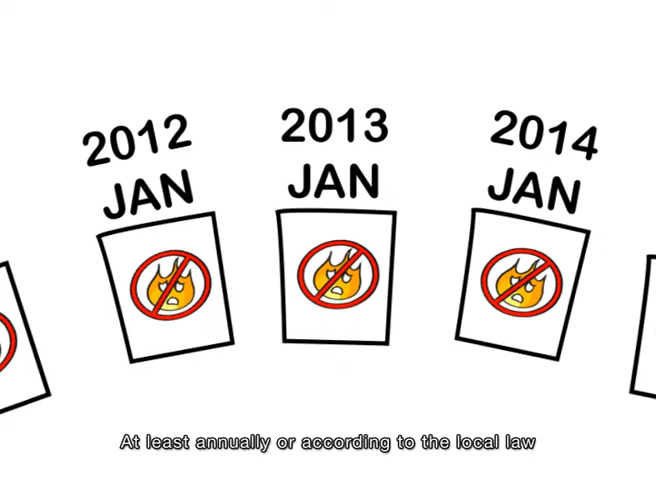 2012
JAN
2013
JAN
2014
JAN
At least annually or according to the local law